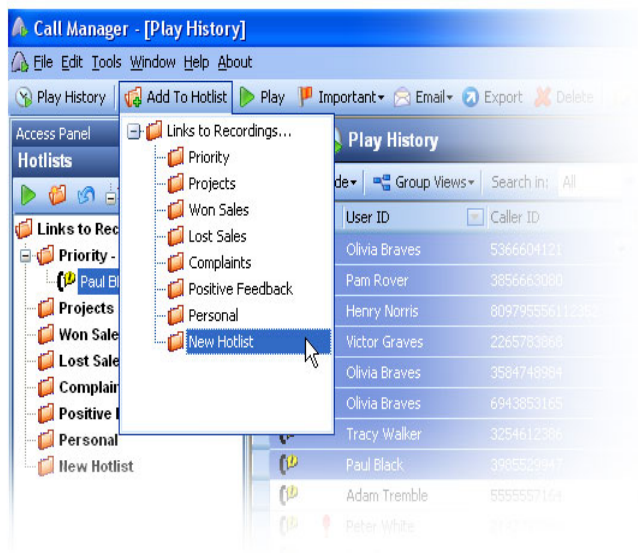 Call Manager - [Play History]
File Edit Tools Window Help About
Play History Add To Hotlist Play Important Email Export Delete
Access Panel
Hotlists
Links to Recordings...
Priority
Projects
Won Sales
Lost Sales
Complaints
Positive Feedback
Personal
New Hotlist
Links to Rec
Priority -
Paul Bl
Projects
Won Sale
Lost Sale
Complain
Positive
Personal
New Hotlist
Play History
de Group Views Search in: All
User ID Caller ID
Olivia Braves 5366604121
Pam Rover 3856663080
Henry Norris
Victor Graves 2265783868
Olivia Braves 3584748984
Olivia Braves 6943853165
Tracy Walker 3254612386
Paul Black
Adam Tremble
Peter White